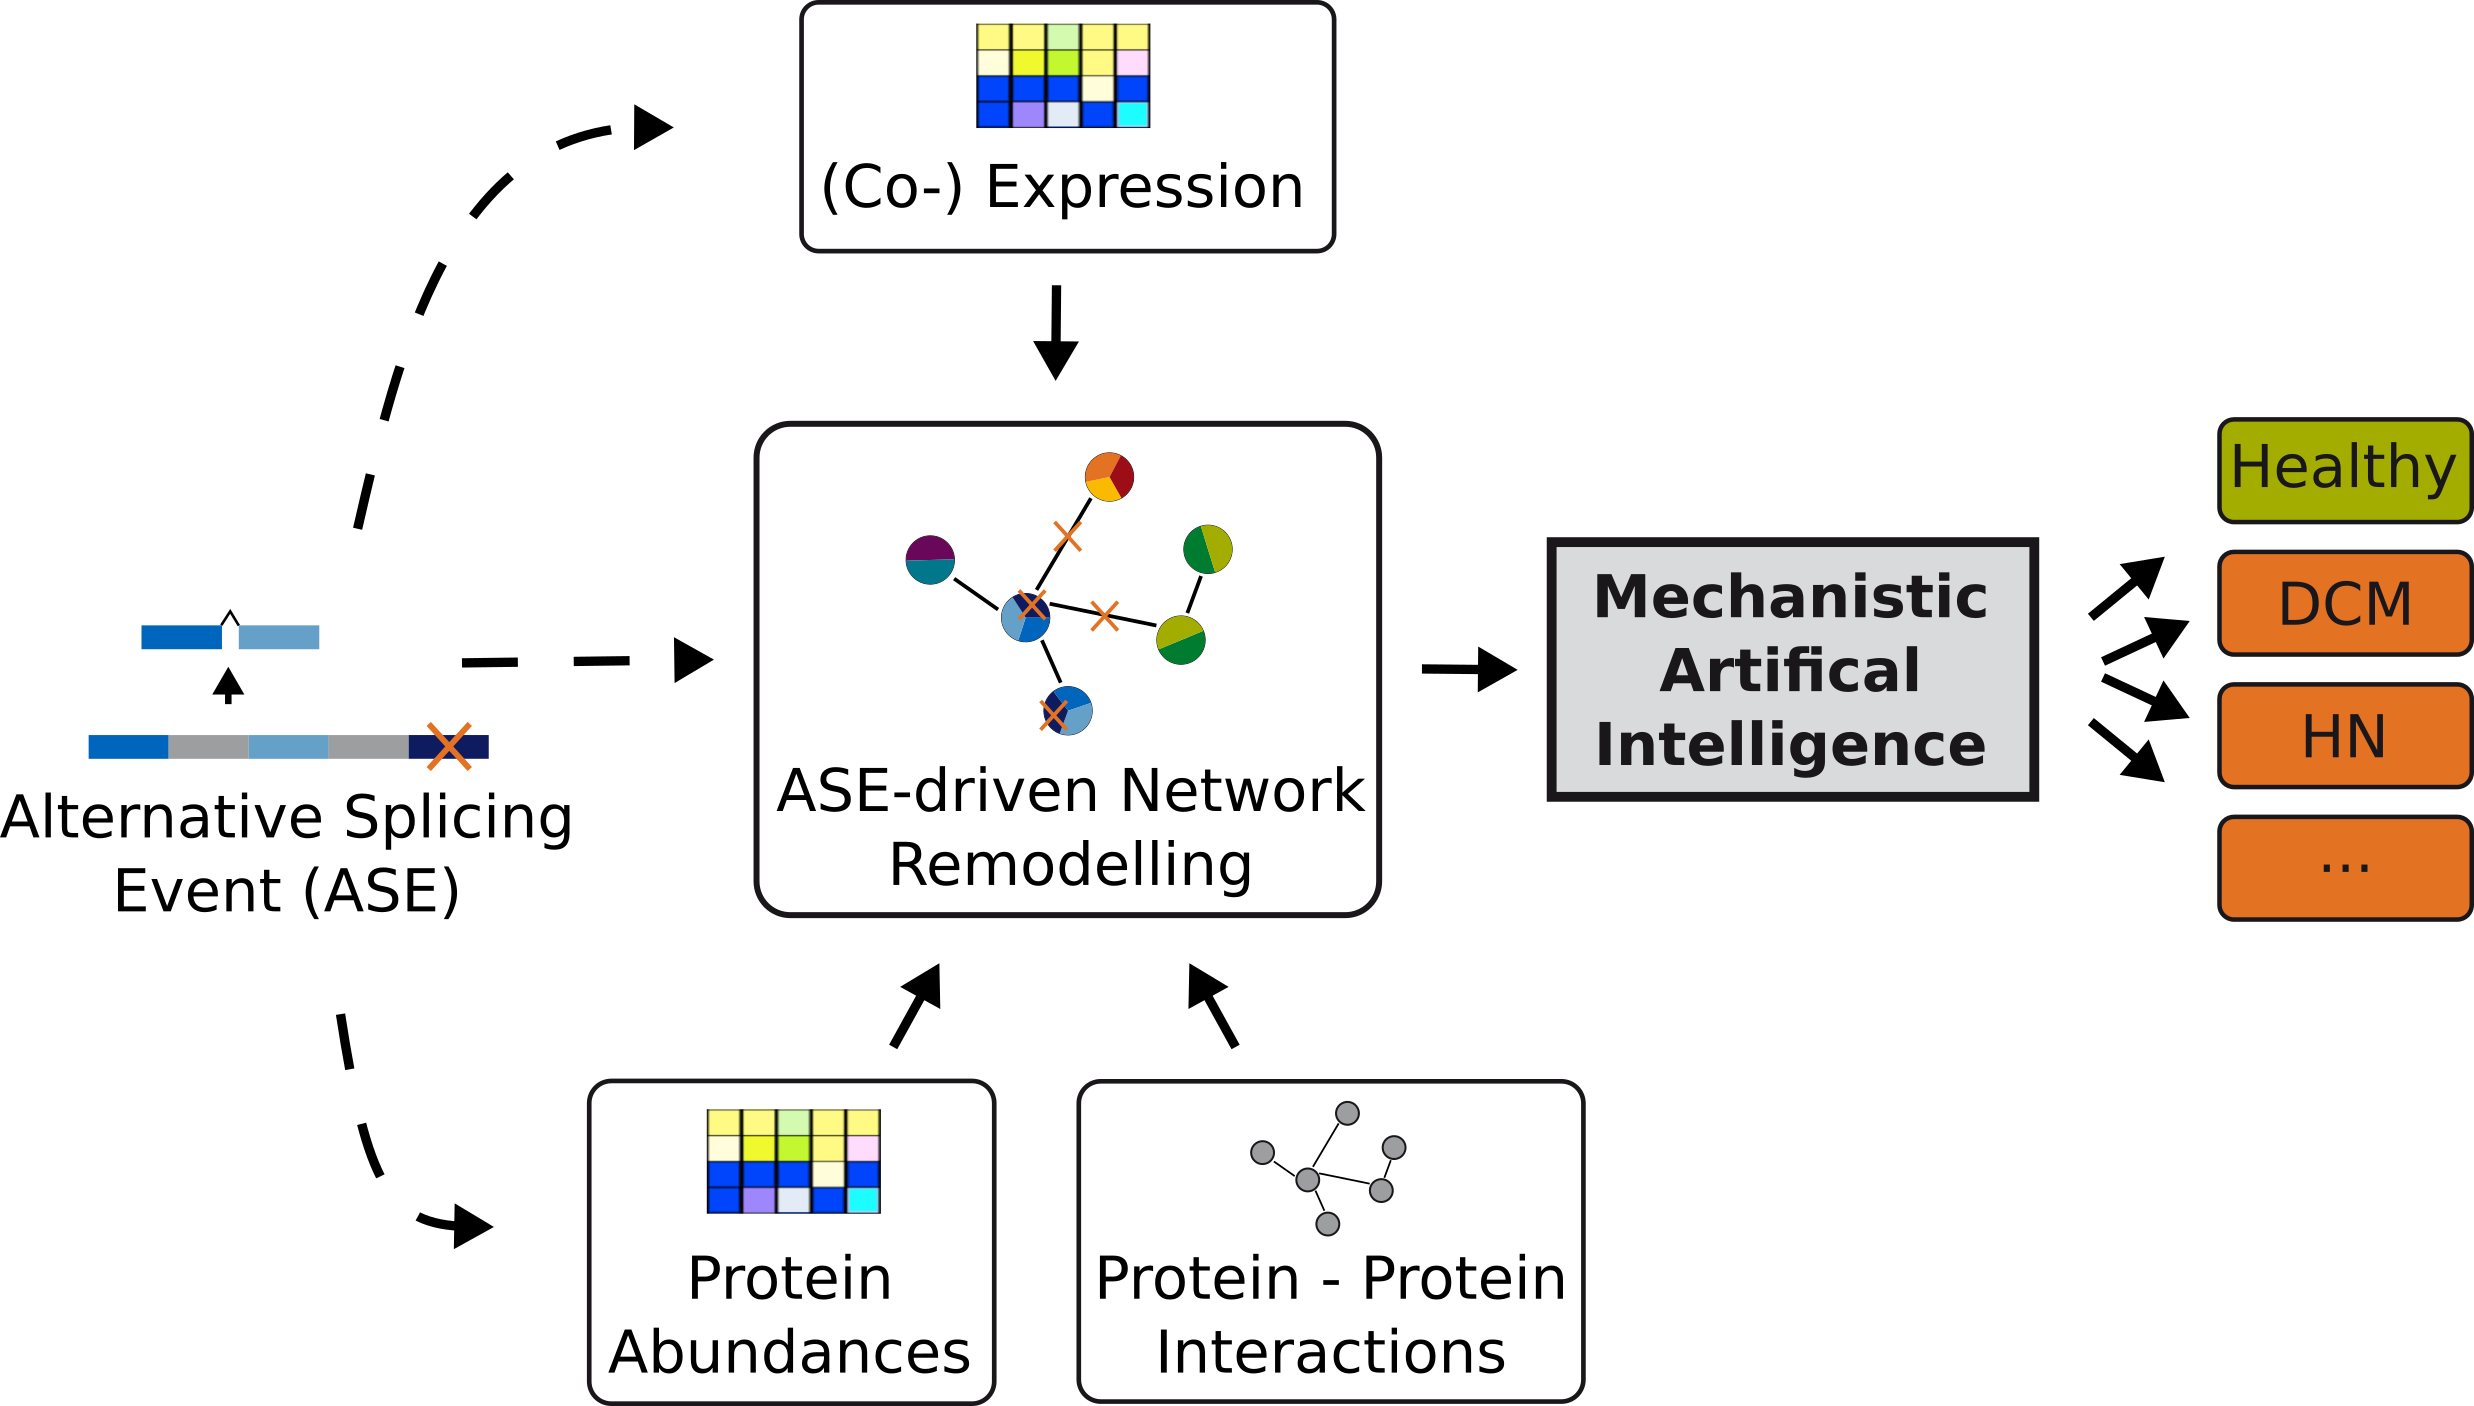 (Co-) Expression
Alternative Splicing
Event (ASE)
ASE-driven Network
Remodelling
Mechanistic
Artifical
Intelligence
Healthy
DCM
HN
...
Protein
Abundances
Protein - Protein
Interactions